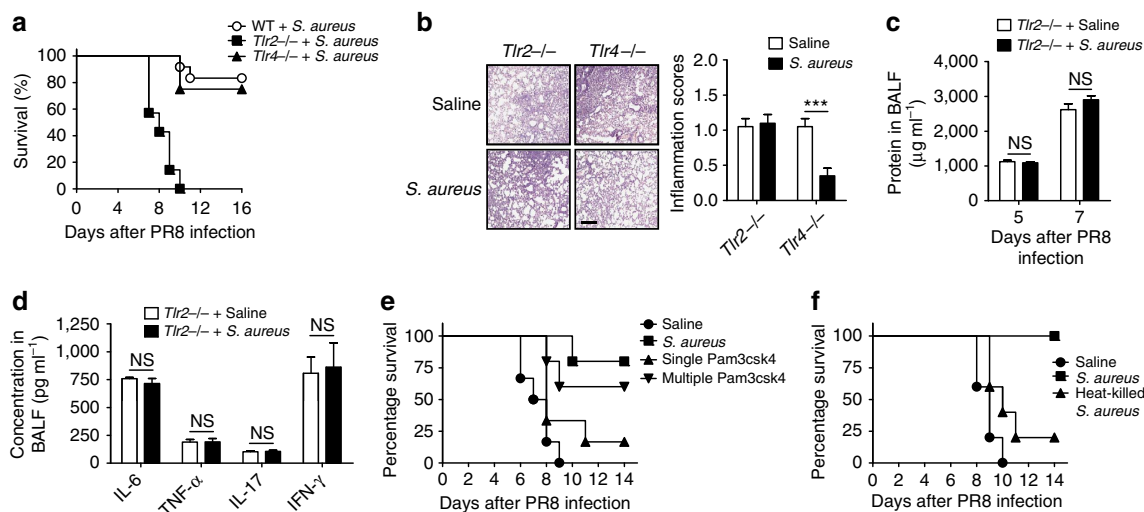 a
WT + S. aureus
Tlr2–/– + S. aureus
Tlr4–/– + S. aureus
Survival (%)
100
80
60
40
20
0
0 4 8 12 16
Days after PR8 infection
b
Tlr2–/– Tlr4–/–
Saline
S. aureus
Saline
S. aureus
Inflammation scores
2.0
1.5
1.0
0.5
0.0
***
Tlr2–/– Tlr4–/–
c
Tlr2–/– + Saline
Tlr2–/– + S. aureus
Protein in BALF
(μg ml⁻¹)
4,000
3,000
2,000
1,000
0
NS NS
5 7
Days after PR8
infection
d
Tlr2–/– + Saline
Tlr2–/– + S. aureus
Concentration in
BALF (pg ml⁻¹)
1,250
1,000
750
500
250
0
NS NS NS NS
IL-6 TNF-α IL-17 IFN-γ
e
Saline
S. aureus
Single Pam3csk4
Multiple Pam3csk4
Percentage survival
100
75
50
25
0
0 2 4 6 8 10 12 14
Days after PR8 infection
f
Saline
S. aureus
Heat-killed
S. aureus
Percentage survival
100
75
50
25
0
0 2 4 6 8 10 12 14
Days after PR8 infection